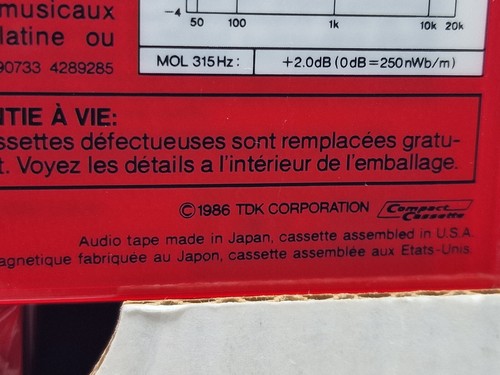 musicaux
latine ou
90733 4289285
-4
50 100 1k 10k 20k
MOL 315Hz: +2.0dB (0dB=250nWb/m)
TIE À VIE:
ssettes défectueuses sont remplacées gratu-
t. Voyez les détails a l'intérieur de l'emballage.
©1986 TDK CORPORATION Compact Cassette
Audio tape made in Japan, cassette assembled in U.S.A.
agnetique fabriquée au Japon, cassette assemblée aux Etats-Unis.